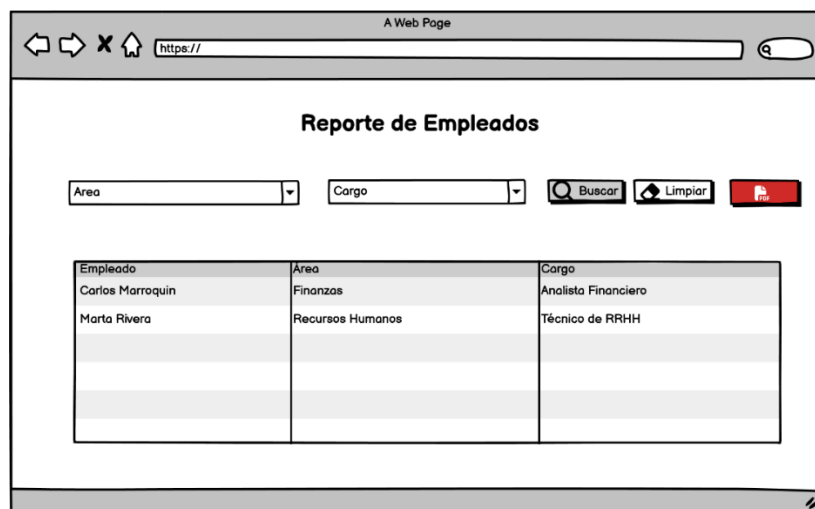 A Web Page
https://
Reporte de Empleados
Area
Cargo
Buscar
Limpiar
PDF
Empleado Área Cargo
Carlos Marroquin Finanzas Analista Financiero
Marta Rivera Recursos Humanos Técnico de RRHH